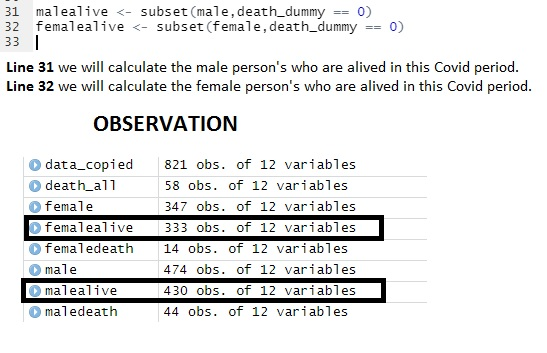 31 malealive <- subset(male,death_dummy == 0)
32 femalealive <- subset(female,death_dummy == 0)
33
Line 31 we will calculate the male person's who are alived in this Covid period.
Line 32 we will calculate the female person's who are alived in this Covid period.
OBSERVATION
data_copied 821 obs. of 12 variables
death_all 58 obs. of 12 variables
female 347 obs. of 12 variables
femalealive 333 obs. of 12 variables
femaledeath 14 obs. of 12 variables
male 474 obs. of 12 variables
malealive 430 obs. of 12 variables
maledeath 44 obs. of 12 variables